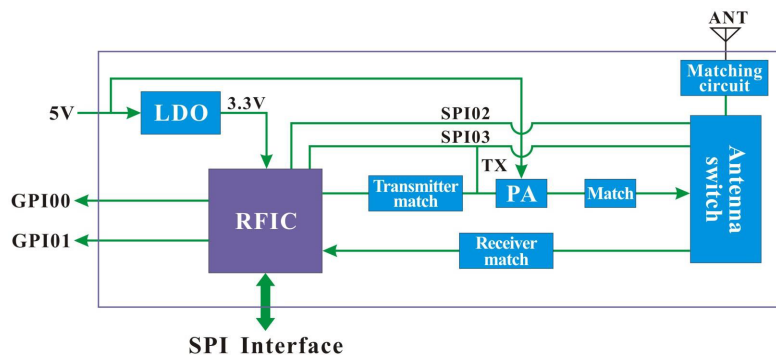 ANT
Matching
circuit
5V
LDO
3.3V
SPI02
SPI03
TX
Transmitter
match
PA
Match
Antenna
switch
GPI00
RFIC
GPI01
Receiver
match
SPI Interface